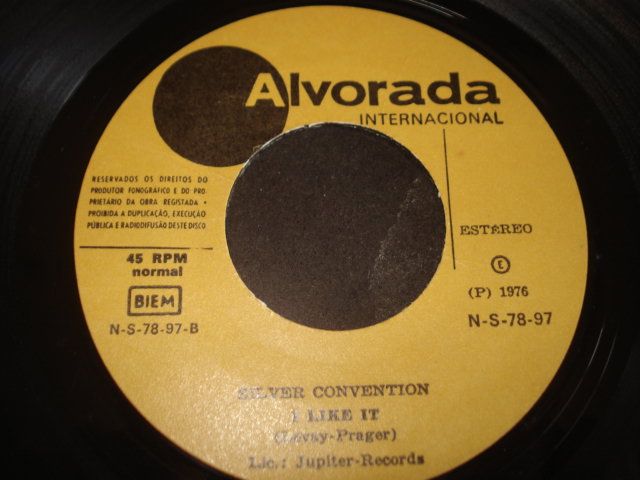 Alvorada
INTERNACIONAL
RESERVADOS OS DIREITOS DO
PRODUTOR FONOGRÁFICO E DO PRO-
PRIETÁRIO DA OBRA REGISTADA •
PROIBIDA A DUPLICAÇÃO, EXECUÇÃO
PÚBLICA E RADIODIFUSÃO DESTE DISCO
45 RPM
normal
BIEM
N-S-78-97-B
ESTÉREO
E
(P) 1976
N-S-78-97
SILVER CONVENTION
I LIKE IT
(Levay-Prager)
Lic.: Jupiter-Records